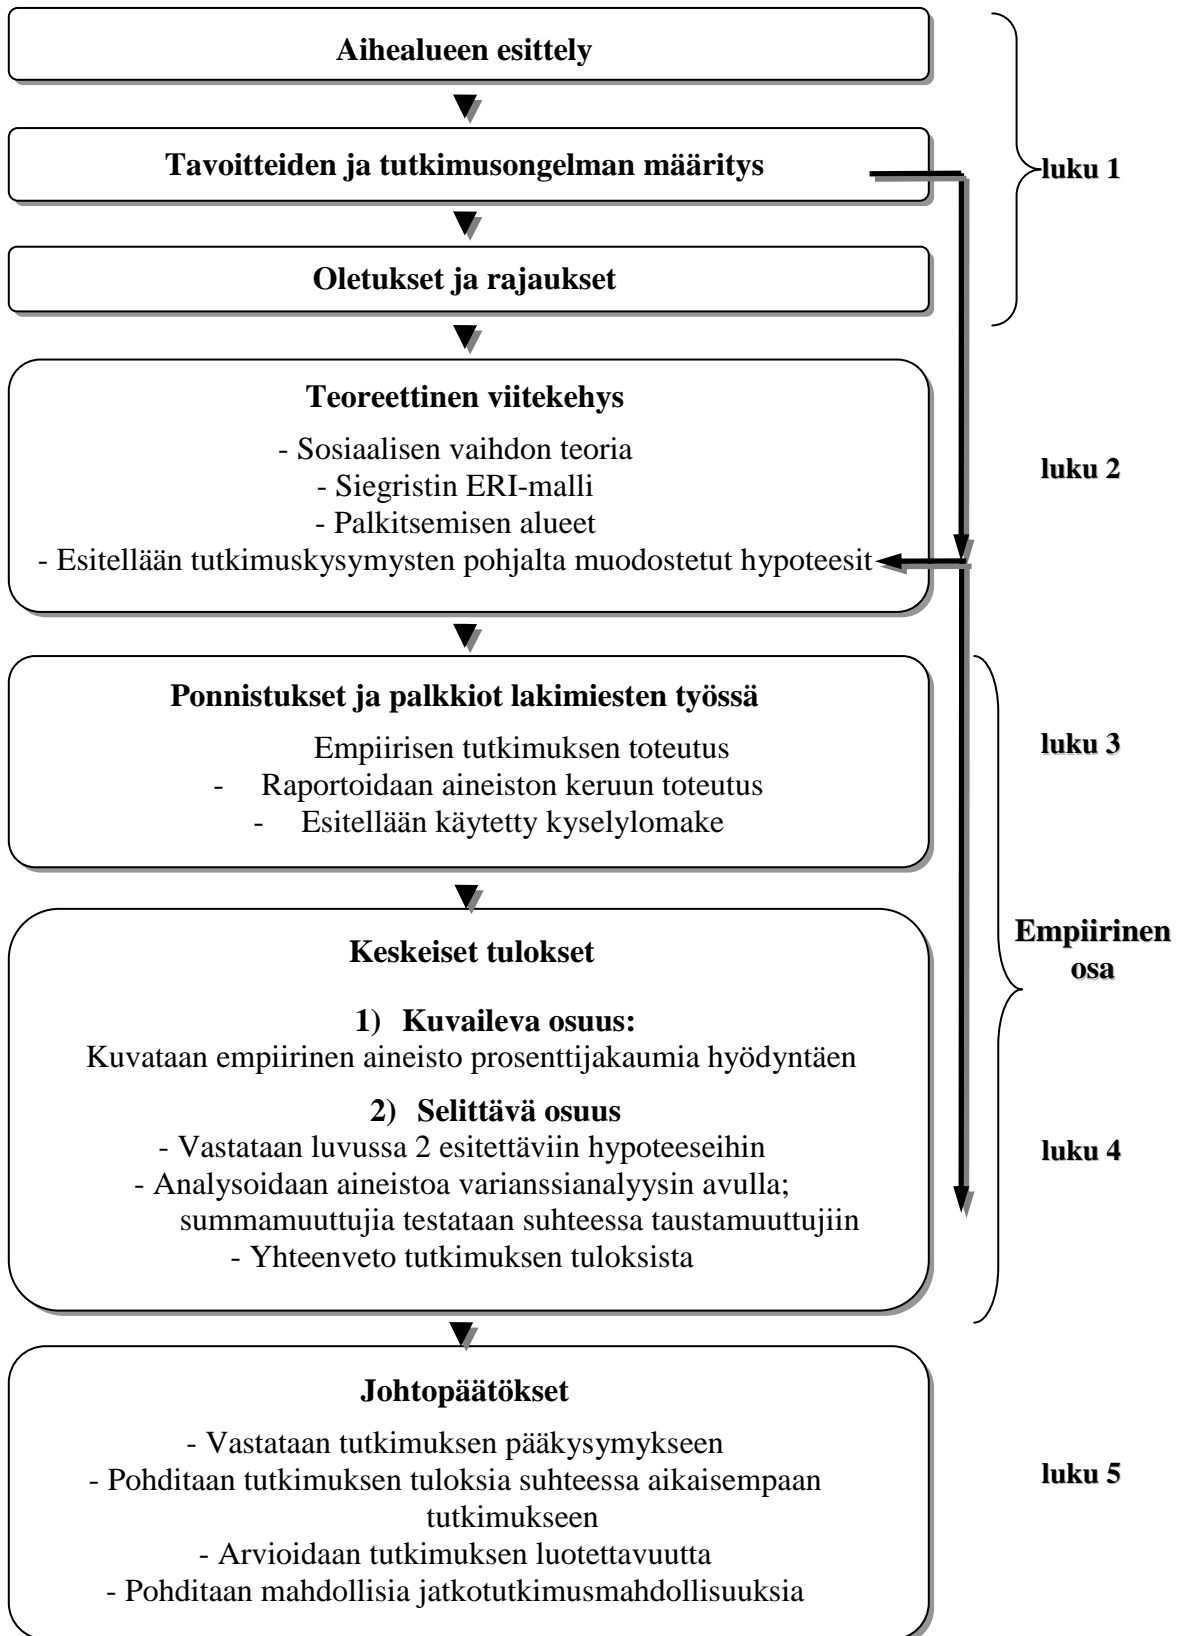 Aihealueen esittely
Tavoitteiden ja tutkimusongelman määritys
luku 1
Oletukset ja rajaukset
Teoreettinen viitekehys
- Sosiaalisen vaihdon teoria
- Siegristin ERI-malli
- Palkitsemisen alueet
- Esitellään tutkimuskysymysten pohjalta muodostetut hypoteesit
luku 2
Ponnistukset ja palkkiot lakimiesten työssä
Empiirisen tutkimuksen toteutus
- Raportoidaan aineiston keruun toteutus
- Esitellään käytetty kyselylomake
luku 3
Empiirinen
osa
Keskeiset tulokset
1) Kuvaileva osuus:
Kuvataan empiirinen aineisto prosenttijakaumia hyödyntäen
2) Selittävä osuus
- Vastataan luvussa 2 esitettäviin hypoteeseihin
- Analysoidaan aineistoa varianssianalyysin avulla;
summamuuttujia testataan suhteessa taustamuuttujiin
- Yhteenveto tutkimuksen tuloksista
luku 4
Johtopäätökset
- Vastataan tutkimuksen pääkysymykseen
- Pohditaan tutkimuksen tuloksia suhteessa aikaisempaan
tutkimukseen
- Arvioidaan tutkimuksen luotettavuutta
- Pohditaan mahdollisia jatkotutkimusmahdollisuuksia
luku 5